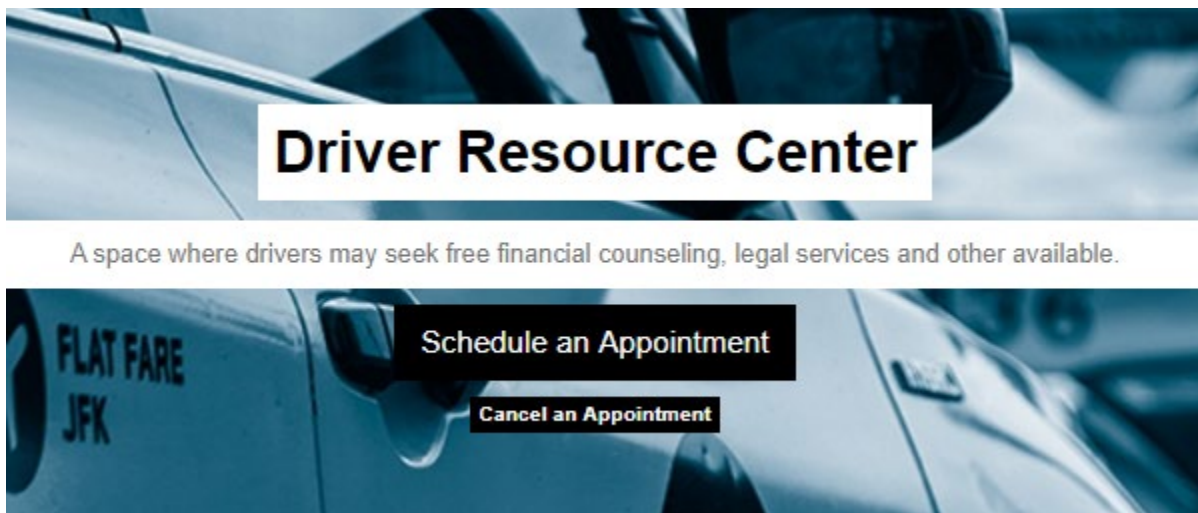 Driver Resource Center
A space where drivers may seek free financial counseling, legal services and other available.
Schedule an Appointment
FLAT FARE
JFK
Cancel an Appointment